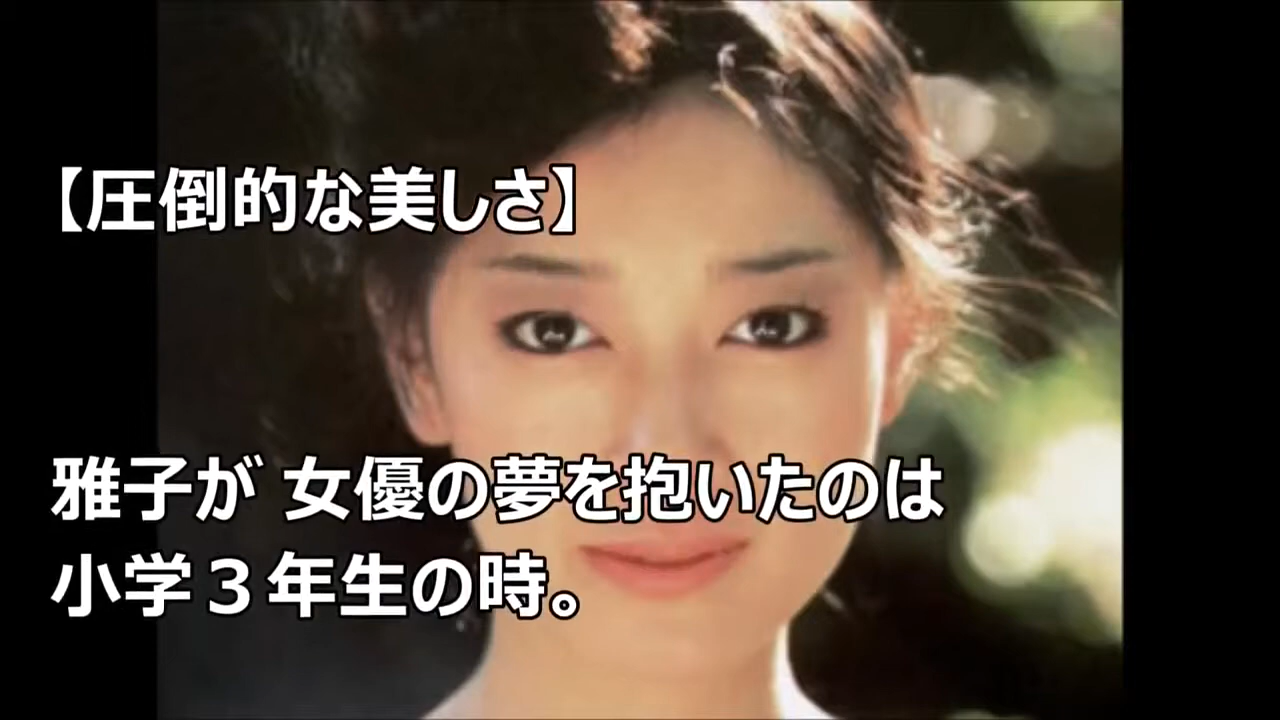 【圧倒的な美しさ】
雅子が 女優の夢を抱いたのは
小学３年生の時。